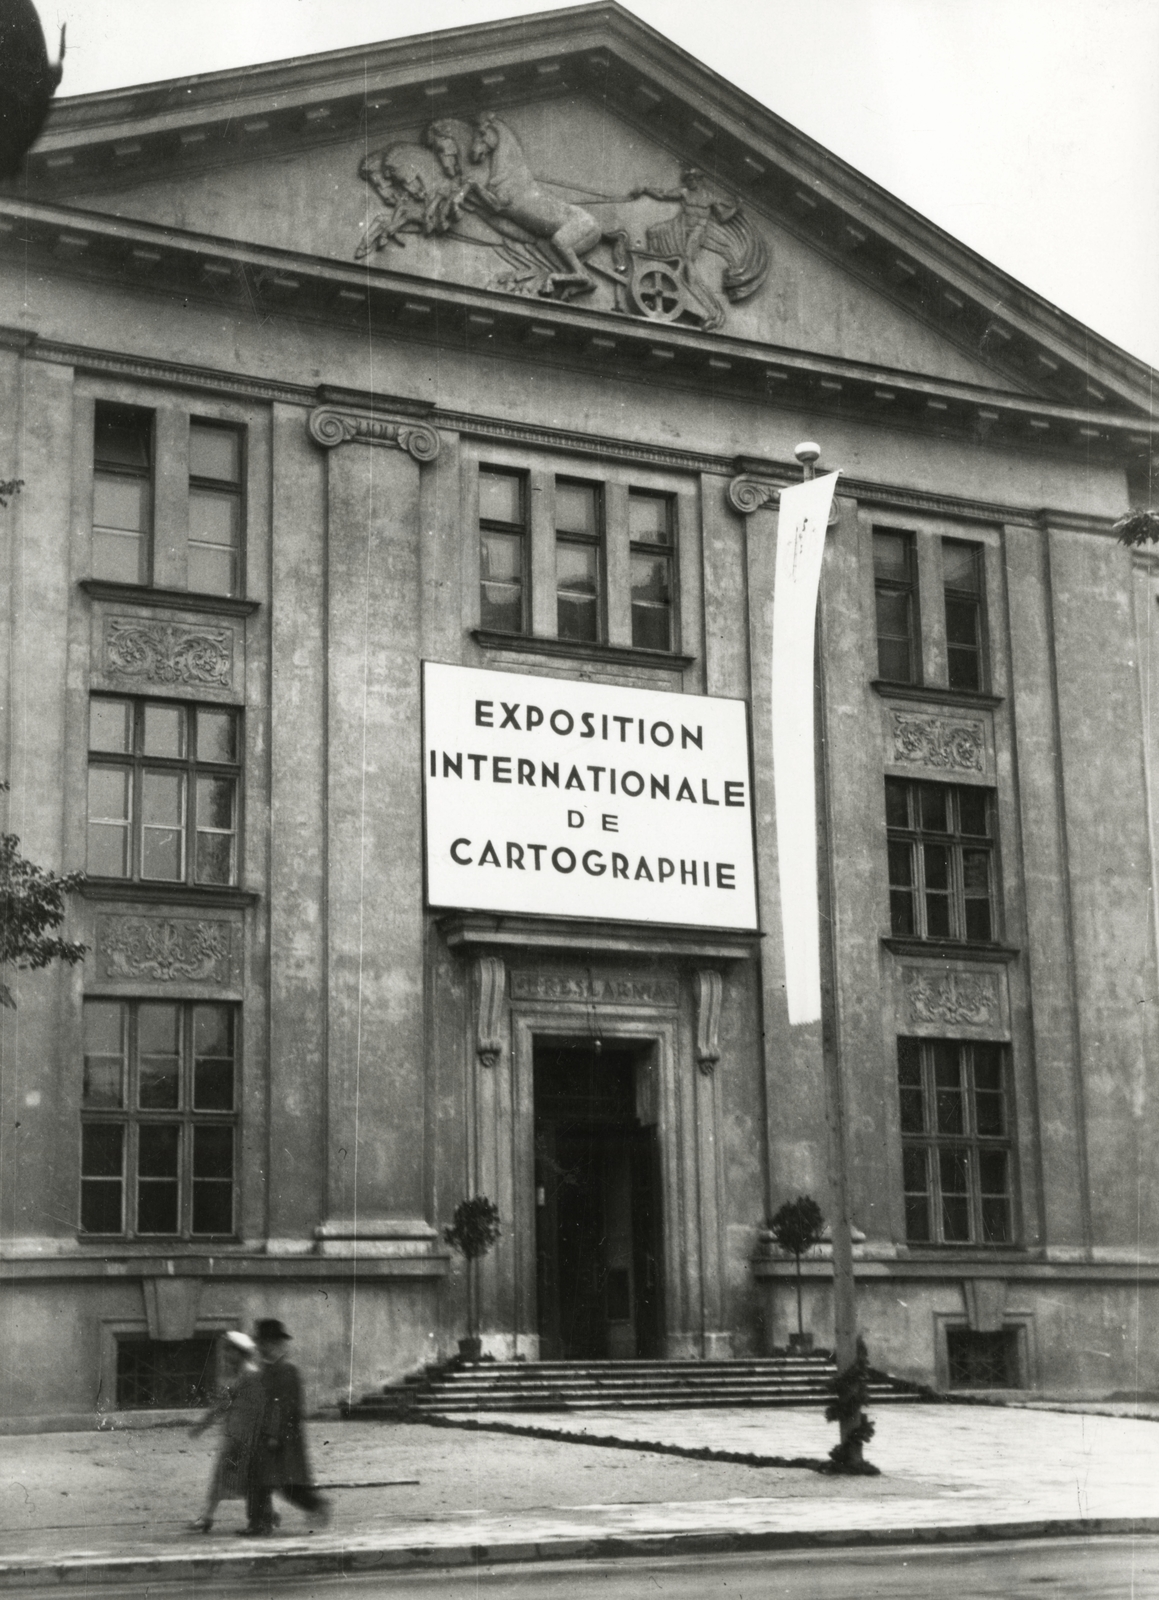 EXPOSITION
INTERNATIONALE
DE
CARTOGRAPHIE